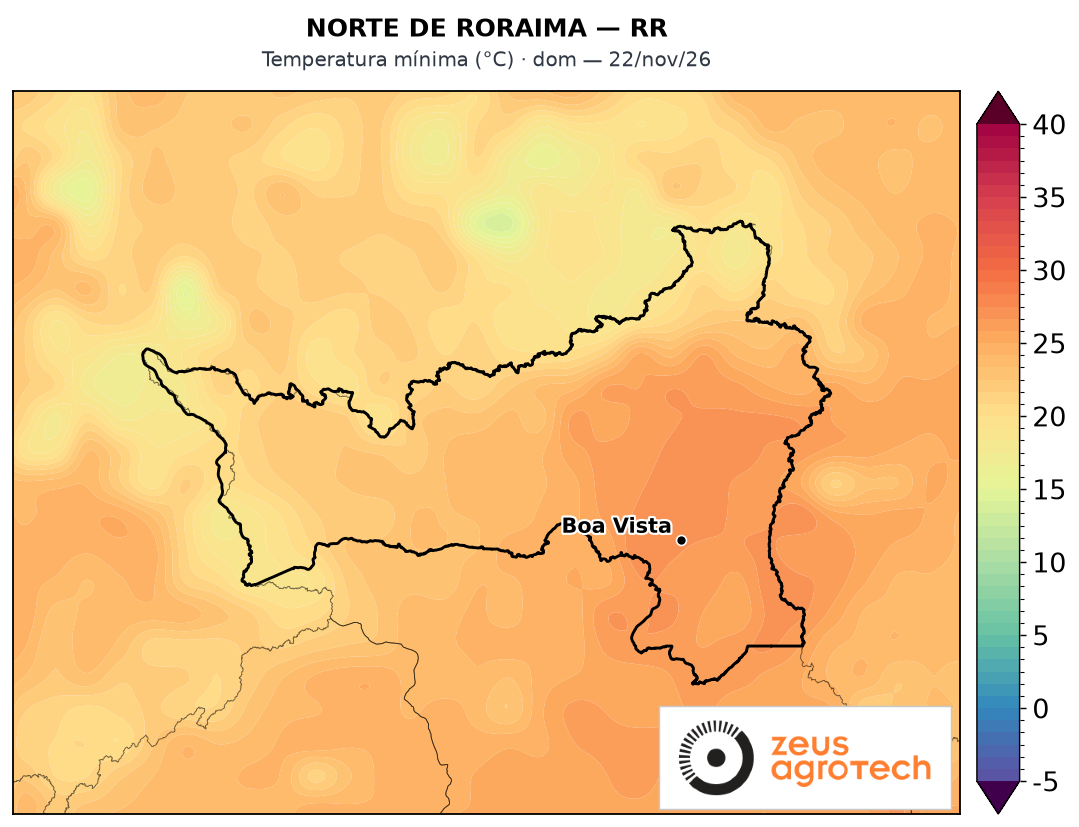 NORTE DE RORAIMA — RR
Temperatura mínima (°C) · dom — 22/nov/26
40
35
30
25
20
15
10
5
0
-5
Boa Vista
zeus
agrotech